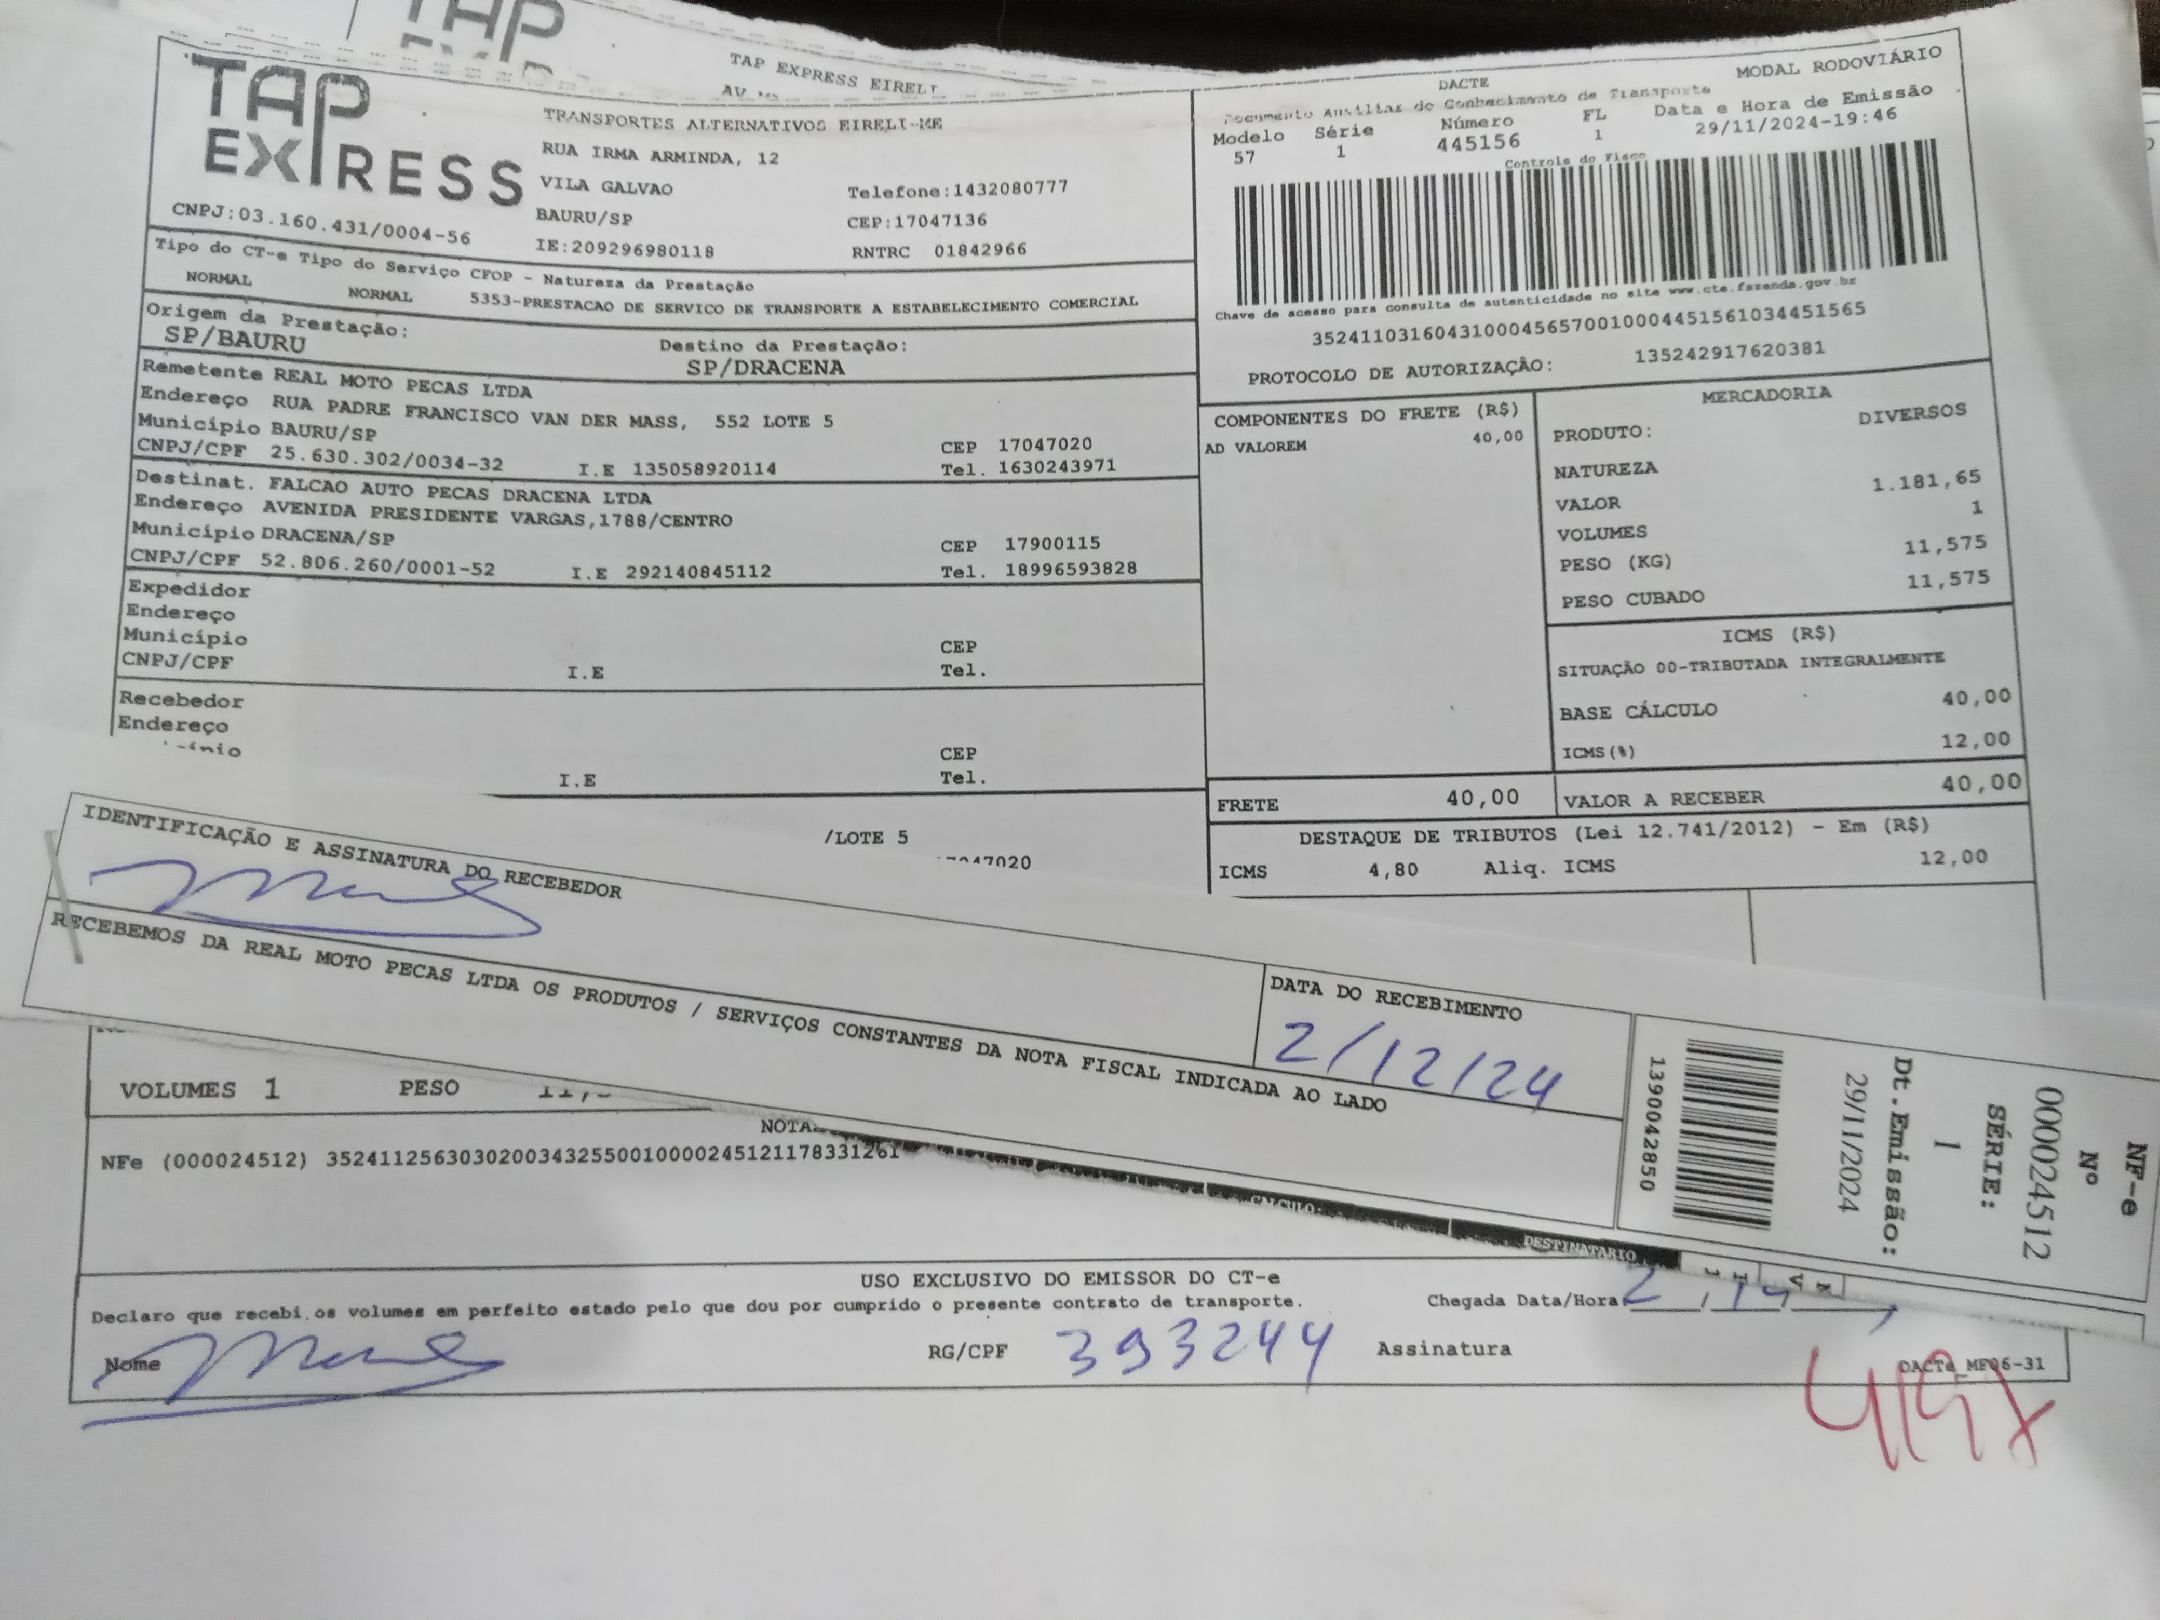 TAP
TAP EXPRESS EIRELI
TAP
EXPRESS
CNPJ:03.160.431/0004-56
TRANSPORTES ALTERNATIVOS EIRELI-ME
RUA IRMA ARMINDA, 12
VILA GALVAO Telefone:1432080777
BAURU/SP CEP:17047136
IE:209296980118 RNTRC 01842966
DACTE MODAL RODOVIÁRIO
Documento Auxiliar de Conhecimento de Transporte
Modelo Série Número FL Data e Hora de Emissão
57 1 445156 1 29/11/2024-19:46
Controle do Fisco
Chave de acesso para consulta de autenticidade no site www.cte.fazenda.gov.br
35241103160431000456570010004451561034451565
PROTOCOLO DE AUTORIZAÇÃO: 135242917620381
Tipo do CT-e Tipo do Serviço CFOP - Natureza da Prestação
NORMAL NORMAL 5353-PRESTACAO DE SERVICO DE TRANSPORTE A ESTABELECIMENTO COMERCIAL
Origem da Prestação: Destino da Prestação:
SP/BAURU SP/DRACENA
Remetente REAL MOTO PECAS LTDA
Endereço RUA PADRE FRANCISCO VAN DER MASS, 552 LOTE 5
Município BAURU/SP CEP 17047020
CNPJ/CPF 25.630.302/0034-32 I.E 135058920114 Tel. 1630243971
Destinat. FALCAO AUTO PECAS DRACENA LTDA
Endereço AVENIDA PRESIDENTE VARGAS,1788/CENTRO
Município DRACENA/SP CEP 17900115
CNPJ/CPF 52.806.260/0001-52 I.E 292140845112 Tel. 18996593828
Expedidor
Endereço
Município CEP
CNPJ/CPF I.E Tel.
Recebedor
Endereço
CEP
I.E Tel.
/LOTE 5
COMPONENTES DO FRETE (R$)
AD VALOREM 40,00
MERCADORIA
PRODUTO: DIVERSOS
NATUREZA
VALOR 1.181,65
VOLUMES 1
PESO (KG) 11,575
PESO CUBADO 11,575
ICMS (R$)
SITUAÇÃO 00-TRIBUTADA INTEGRALMENTE
BASE CÁLCULO 40,00
ICMS(%) 12,00
FRETE 40,00 VALOR A RECEBER 40,00
DESTAQUE DE TRIBUTOS (Lei 12.741/2012) - Em (R$)
ICMS 4,80 Aliq. ICMS 12,00
IDENTIFICAÇÃO E ASSINATURA DO RECEBEDOR
RECEBEMOS DA REAL MOTO PECAS LTDA OS PRODUTOS / SERVIÇOS CONSTANTES DA NOTA FISCAL INDICADA AO LADO
DATA DO RECEBIMENTO
2/12/24
1390042850
NF-e
Nº
000024512
SÉRIE:
1
Dt.Emissão:
29/11/2024
VOLUMES 1 PESO
NOTA
NFe (000024512) 35241125630302003432550010000245121178331261
CÁLCULO:
DESTINATÁRIO
USO EXCLUSIVO DO EMISSOR DO CT-e
Declaro que recebi os volumes em perfeito estado pelo que dou por cumprido o presente contrato de transporte.
Chegada Data/Hora
Nome RG/CPF 393244 Assinatura
DACTe_MF06-31